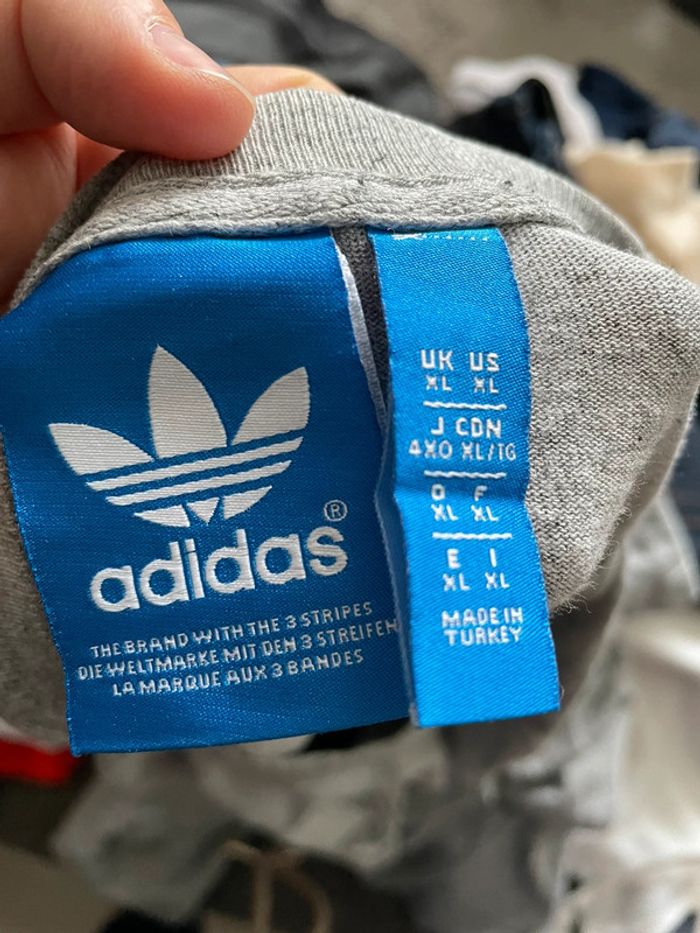 adidas®
THE BRAND WITH THE 3 STRIPES
DIE WELTMARKE MIT DEN 3 STREIFEN
LA MARQUE AUX 3 BANDES
UK US
XL XL
J CDN
4XO XL/TG
D F
XL XL
E I
XL XL
MADE IN
TURKEY